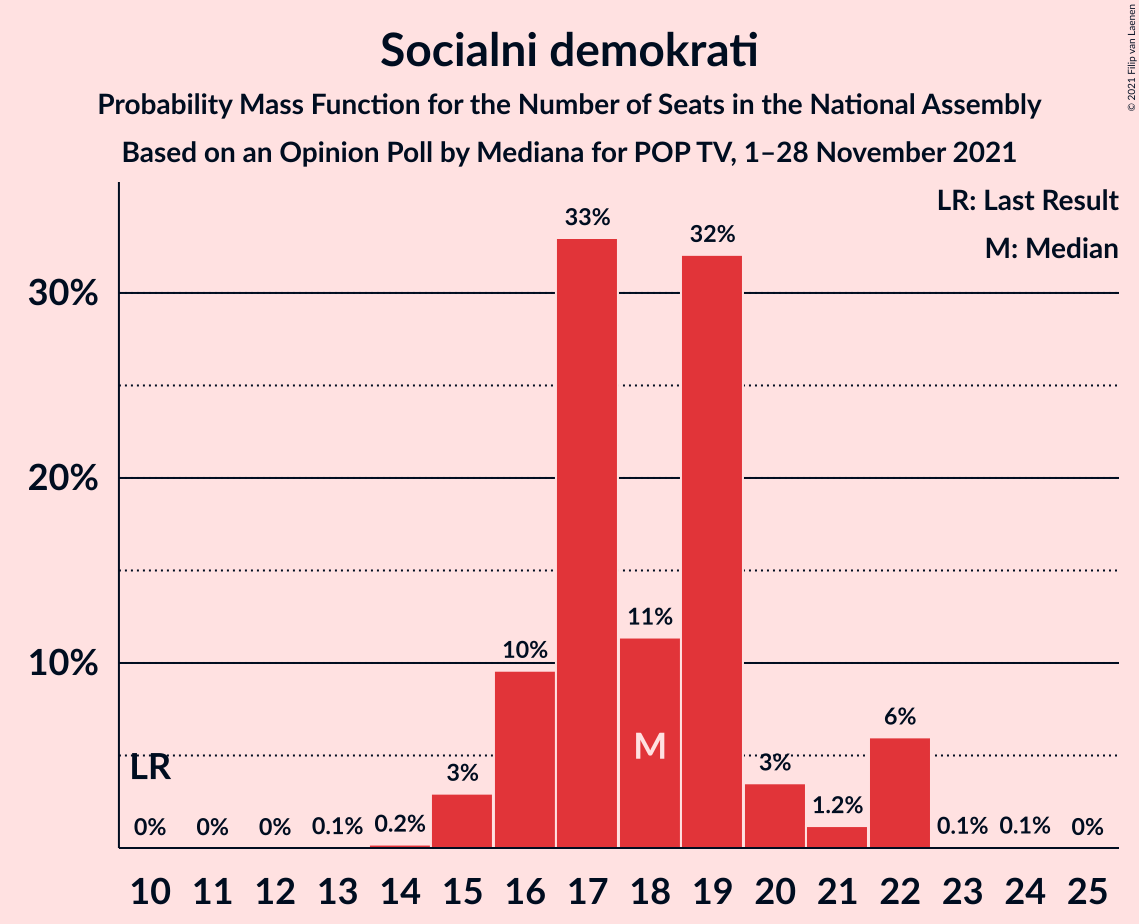 Socialni demokrati
Probability Mass Function for the Number of Seats in the National Assembly
Based on an Opinion Poll by Mediana for POP TV, 1–28 November 2021
© 2021 Filip van Laenen
LR: Last Result
M: Median
33%
32%
30%
20%
11%
10%
10%
6%
M
LR
3%
3%
1.2%
0%
0%
0%
0.1%
0.2%
0.1%
0.1%
0%
10 11 12 13 14 15 16 17 18 19 20 21 22 23 24 25